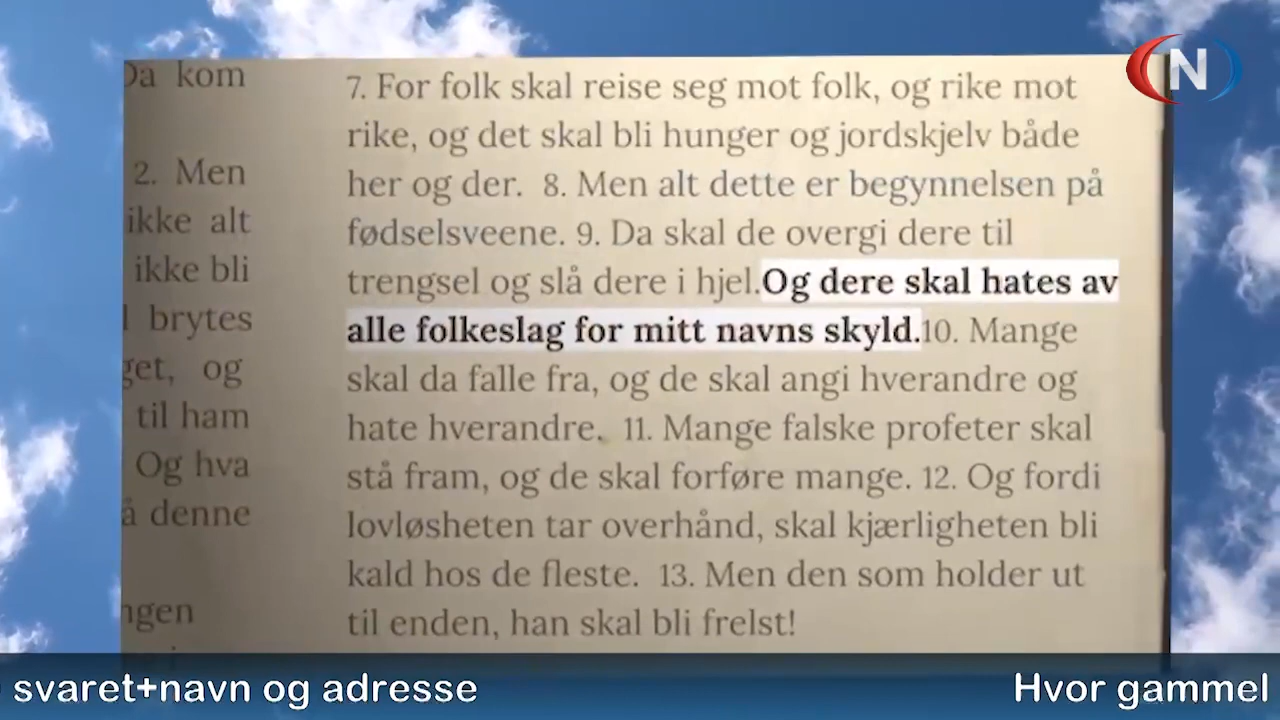 N
Da kom
2. Men
ikke alt
ikke bli
brytes
get, og
til ham
Og hva
å denne
ngen
7. For folk skal reise seg mot folk, og rike mot
rike, og det skal bli hunger og jordskjelv både
her og der. 8. Men alt dette er begynnelsen på
fødselsveene. 9. Da skal de overgi dere til
trengsel og slå dere i hjel.Og dere skal hates av
alle folkeslag for mitt navns skyld.10. Mange
skal da falle fra, og de skal angi hverandre og
hate hverandre. 11. Mange falske profeter skal
stå fram, og de skal forføre mange. 12. Og fordi
lovløsheten tar overhånd, skal kjærligheten bli
kald hos de fleste. 13. Men den som holder ut
til enden, han skal bli frelst!
svaret+navn og adresse
Hvor gammel